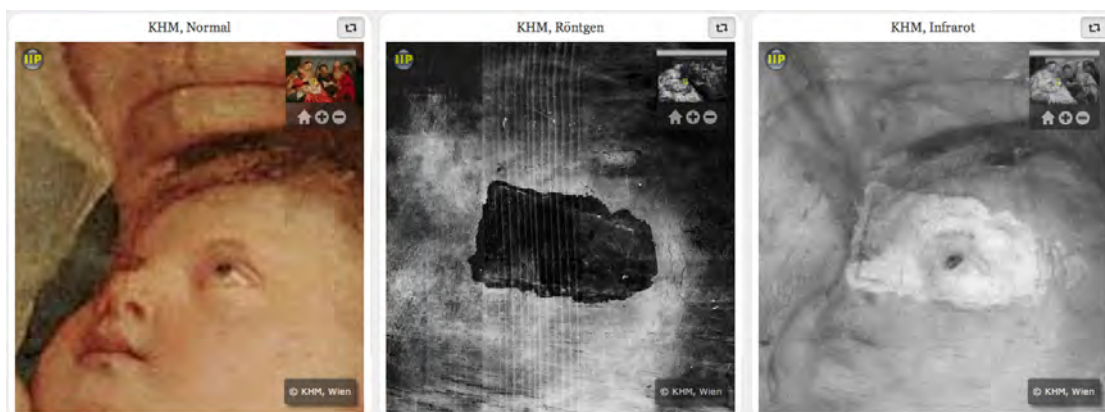 KHM, Normal
IIP
© KHM, Wien
KHM, Röntgen
IIP
© KHM, Wien
KHM, Infrarot
IIP
© KHM, Wien